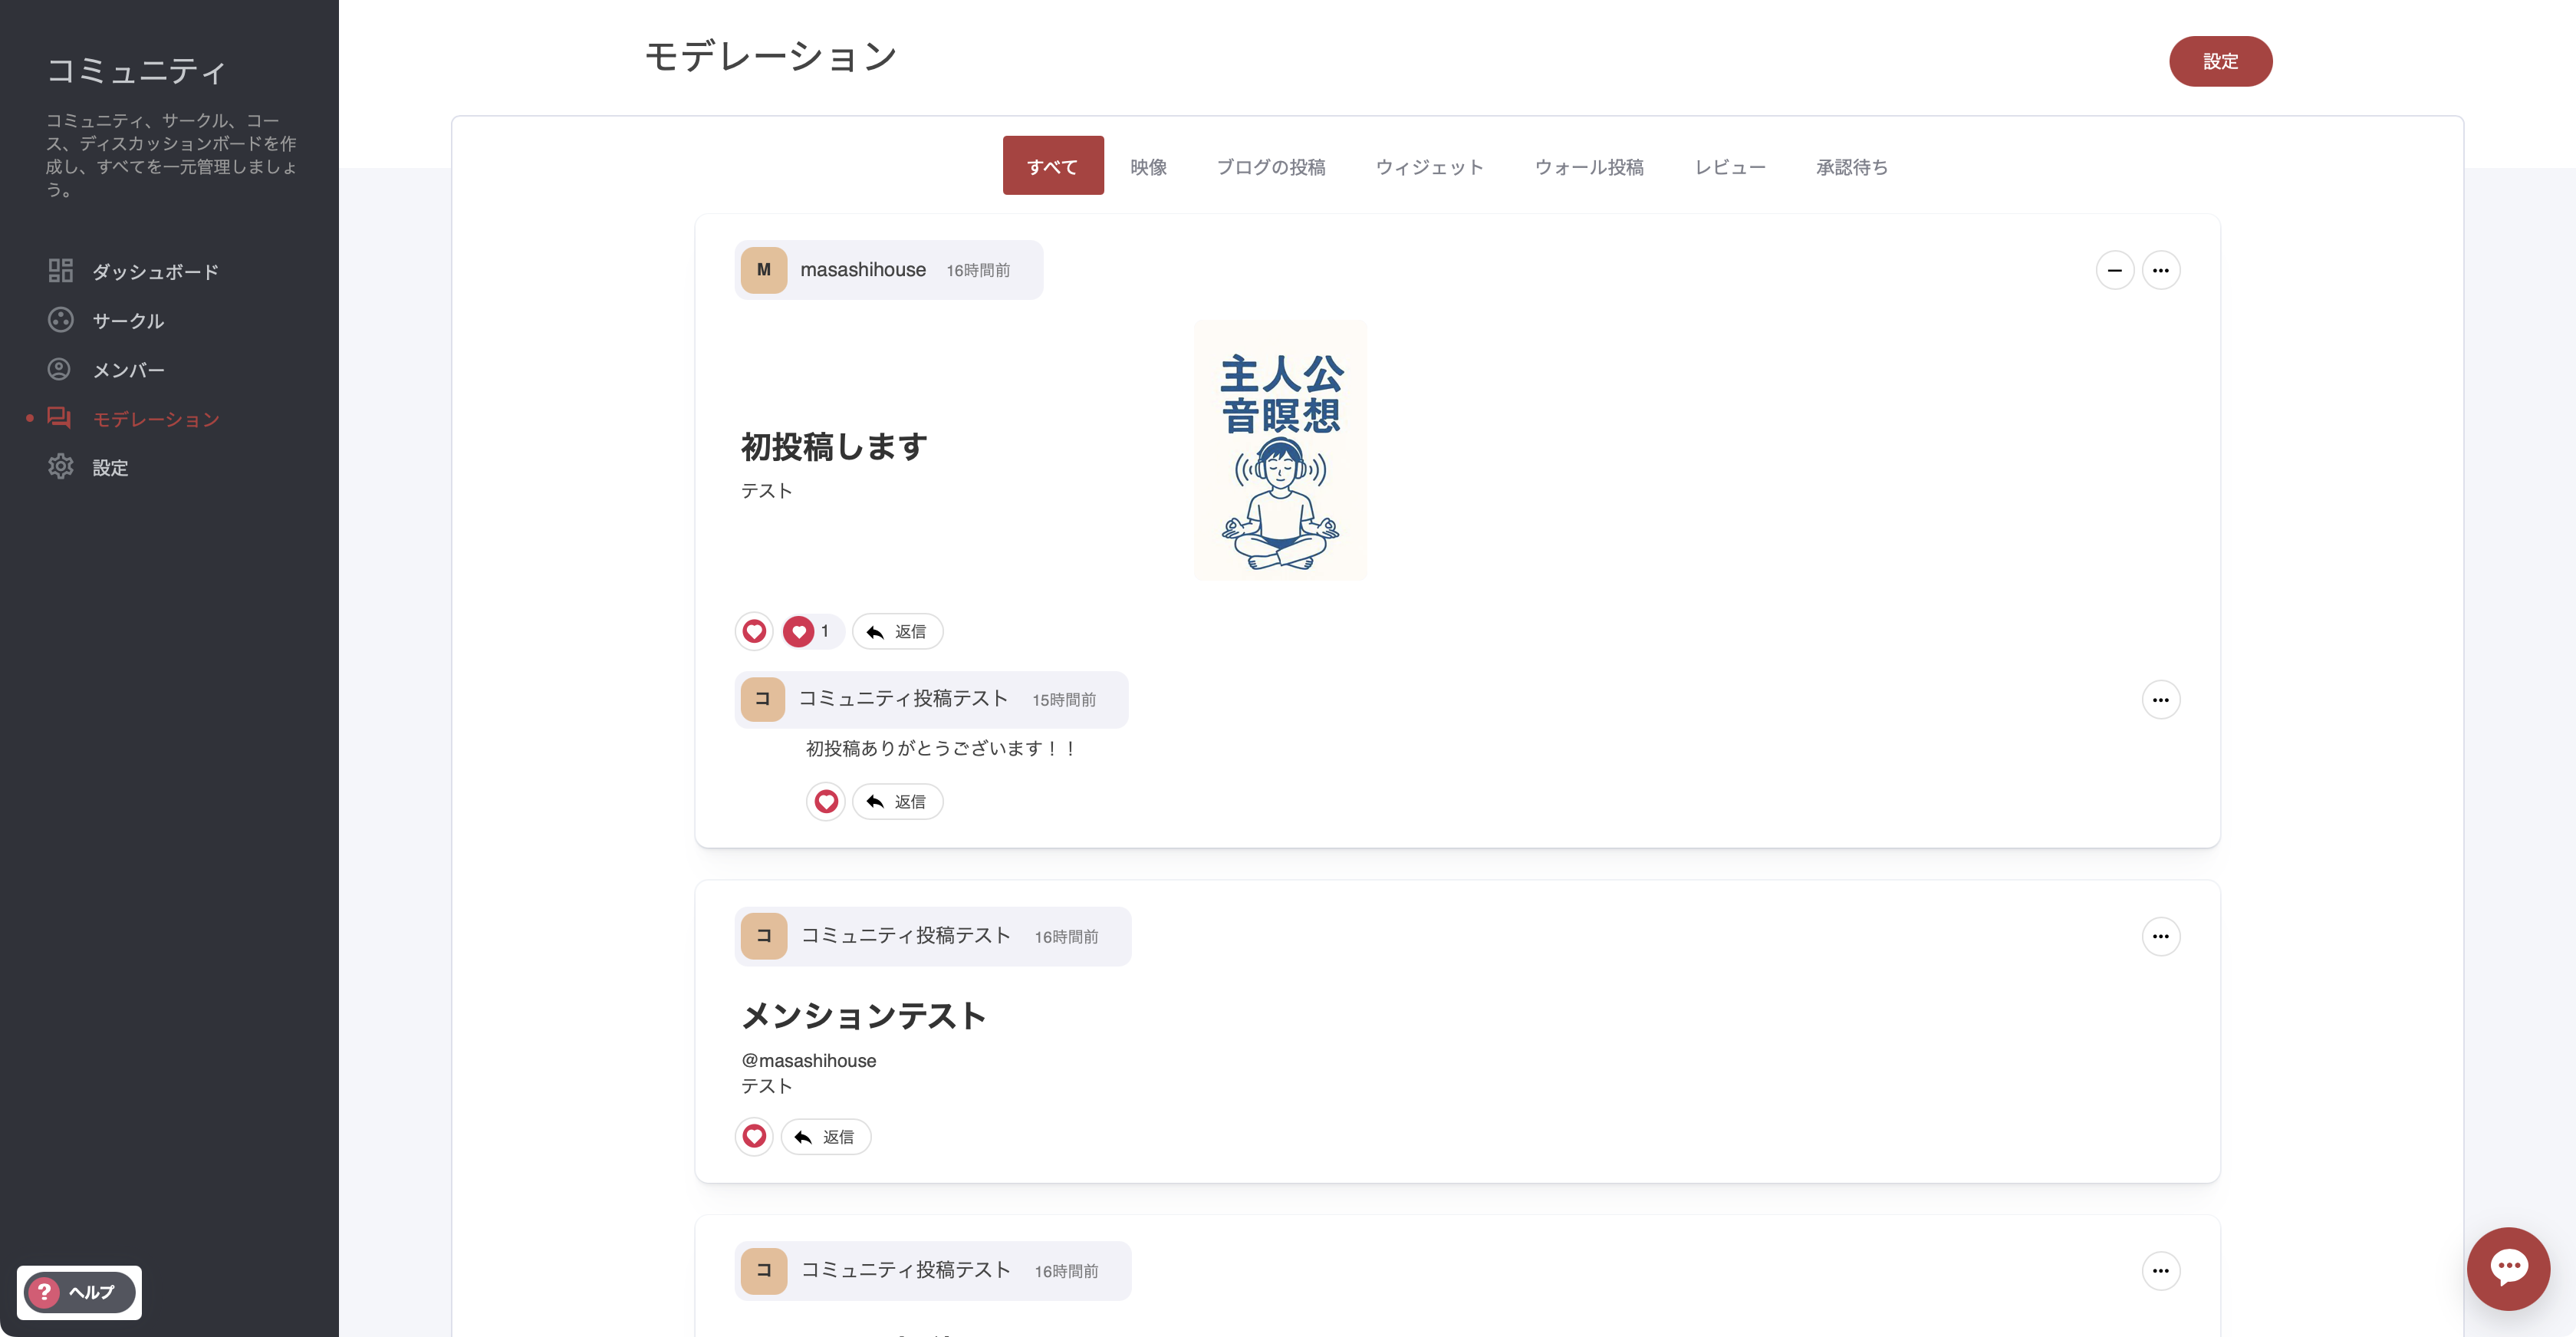 コミュニティ
コミュニティ、サークル、コー
ス、ディスカッションボードを作
成し、すべてを一元管理しましょ
う。
ダッシュボード
サークル
メンバー
モデレーション
設定
? ヘルプ
モデレーション
設定
すべて 映像 ブログの投稿 ウィジェット ウォール投稿 レビュー 承認待ち
M masashihouse 16時間前
主人公
音瞑想
初投稿します
テスト
1 返信
コ コミュニティ投稿テスト 15時間前
初投稿ありがとうございます！！
返信
コ コミュニティ投稿テスト 16時間前
メンションテスト
@masashihouse
テスト
返信
コ コミュニティ投稿テスト 16時間前